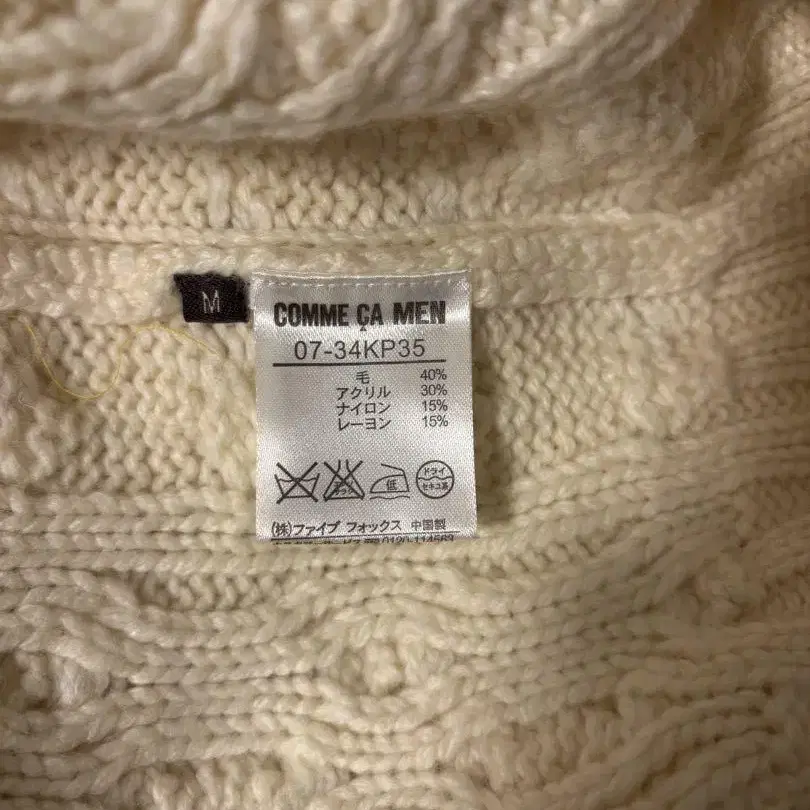 M
COMME ÇA MEN
07-34KP35
毛 40%
アクリル 30%
ナイロン 15%
レーヨン 15%
低
ドライ
セキユ系
(株)ファイブ フォックス 中国製